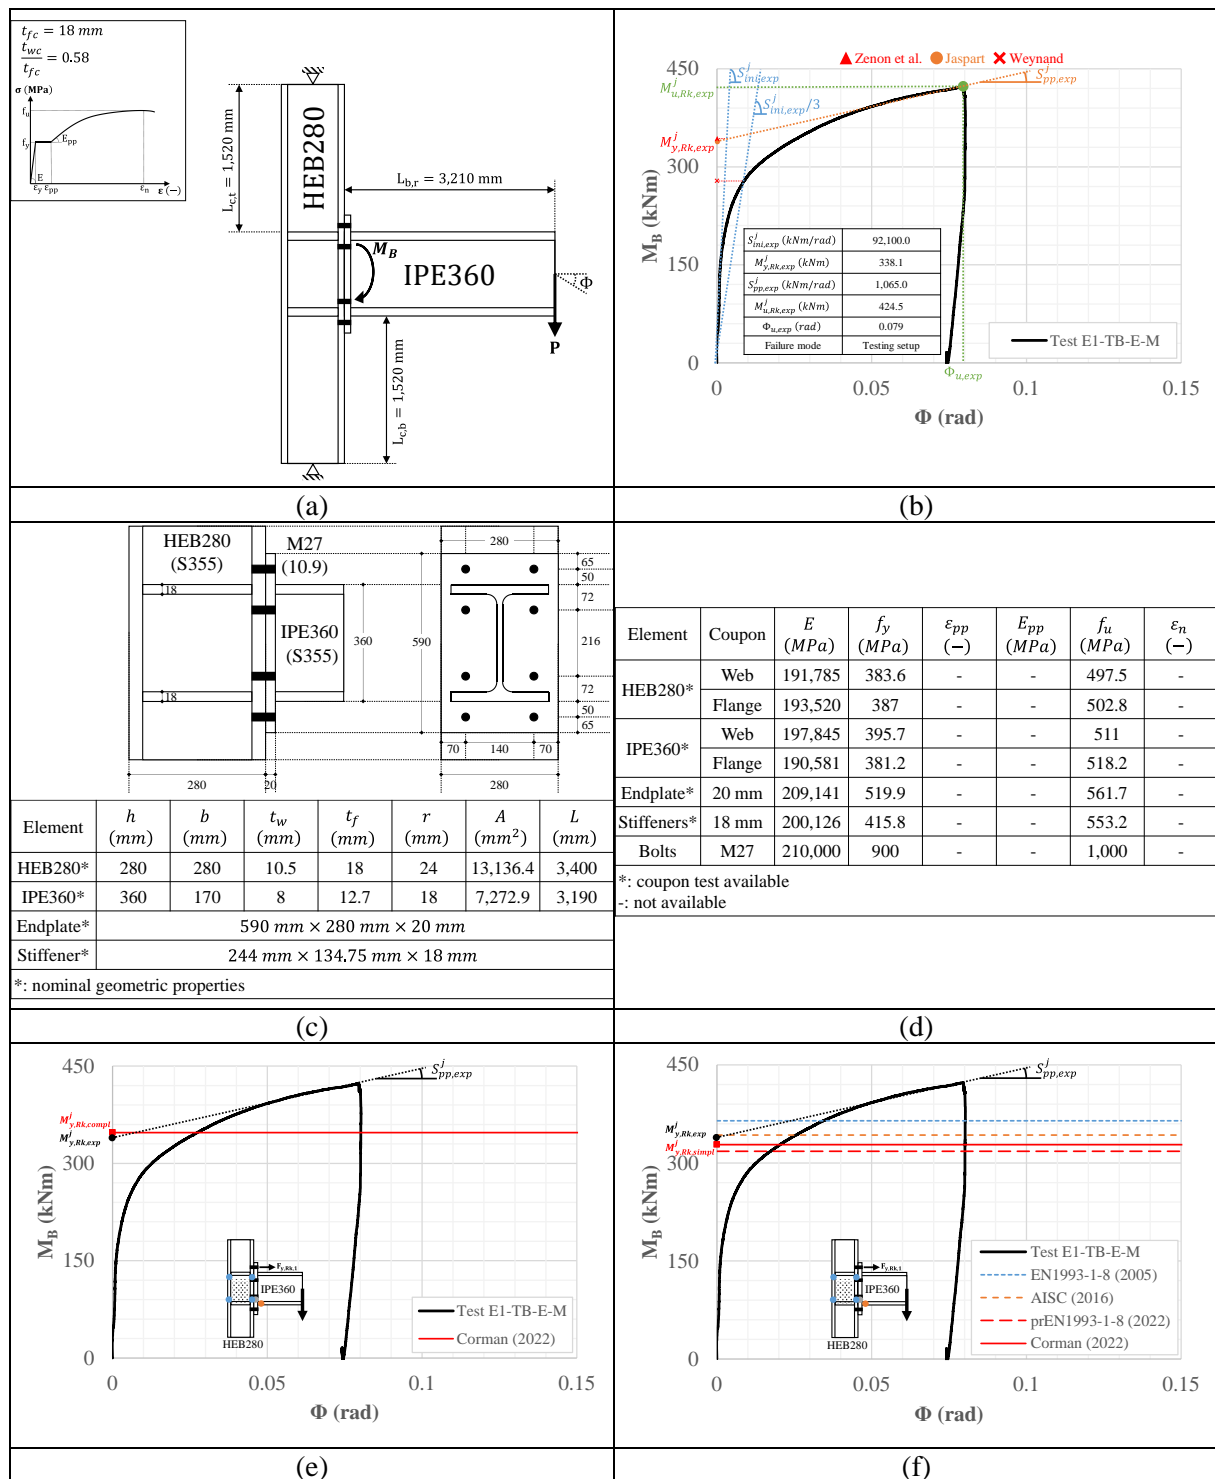 t_fc = 18 mm
t_wc / t_fc = 0.58
σ (MPa)
f_u
f_y
E_pp
E
ε_y ε_pp ε_n ε (−)
L_c,t = 1,520 mm
HEB280
L_b,r = 3,210 mm
M_B
IPE360
Φ
P
L_c,b = 1,520 mm
(a)
▲ Zenon et al. ● Jaspart × Weynand
450
300
150
0
M_B (kNm)
M^j_u,Rk,exp
M^j_y,Rk,exp
S^j_ini,exp
S^j_ini,exp/3
S^j_pp,exp
S^j_ini,exp (kNm/rad) 92,100.0
M^j_y,Rk,exp (kNm) 338.1
S^j_pp,exp (kNm/rad) 1,065.0
M^j_u,Rk,exp (kNm) 424.5
Φ_u,exp (rad) 0.079
Failure mode Testing setup
Test E1-TB-E-M
Φ_u,exp
0 0.05 0.1 0.15
Φ (rad)
(b)
HEB280
(S355)
M27
(10.9)
18
IPE360
(S355)
18
360
590
280
20
280
65
50
72
216
72
50
65
70 140 70
280
Element h (mm) b (mm) t_w (mm) t_f (mm) r (mm) A (mm²) L (mm)
HEB280* 280 280 10.5 18 24 13,136.4 3,400
IPE360* 360 170 8 12.7 18 7,272.9 3,190
Endplate* 590 mm × 280 mm × 20 mm
Stiffener* 244 mm × 134.75 mm × 18 mm
*: nominal geometric properties
(c)
Element Coupon E (MPa) f_y (MPa) ε_pp (−) E_pp (MPa) f_u (MPa) ε_n (−)
HEB280* Web 191,785 383.6 - - 497.5 -
Flange 193,520 387 - - 502.8 -
IPE360* Web 197,845 395.7 - - 511 -
Flange 190,581 381.2 - - 518.2 -
Endplate* 20 mm 209,141 519.9 - - 561.7 -
Stiffeners* 18 mm 200,126 415.8 - - 553.2 -
Bolts M27 210,000 900 - - 1,000 -
*: coupon test available
-: not available
(d)
450
300
150
0
M_B (kNm)
M^j_y,Rk,compl
M^j_y,Rk,exp
S^j_pp,exp
F_y,Rk,1
IPE360
HEB280
Test E1-TB-E-M
Corman (2022)
0 0.05 0.1 0.15
Φ (rad)
(e)
450
300
150
0
M_B (kNm)
M^j_y,Rk,exp
M^j_y,Rk,simpl
S^j_pp,exp
F_y,Rk,1
IPE360
HEB280
Test E1-TB-E-M
EN1993-1-8 (2005)
AISC (2016)
prEN1993-1-8 (2022)
Corman (2022)
0 0.05 0.1 0.15
Φ (rad)
(f)